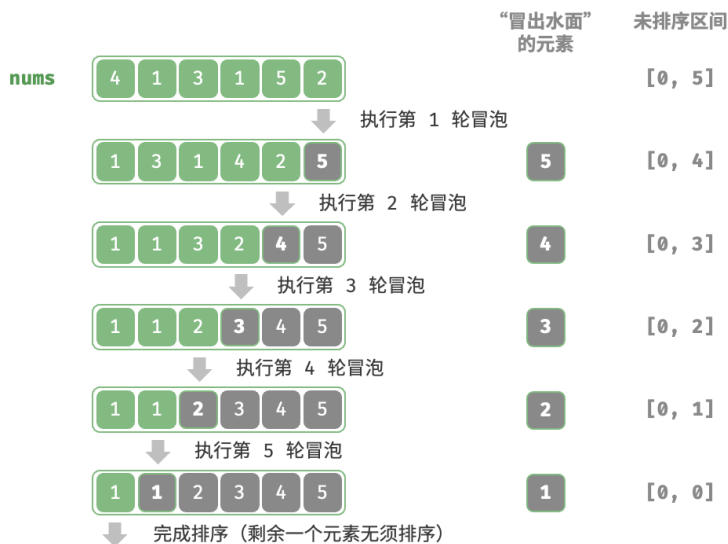 “冒出水面”
的元素
未排序区间
nums
4 1 3 1 5 2
[0, 5]
执行第 1 轮冒泡
1 3 1 4 2 5
5
[0, 4]
执行第 2 轮冒泡
1 1 3 2 4 5
4
[0, 3]
执行第 3 轮冒泡
1 1 2 3 4 5
3
[0, 2]
执行第 4 轮冒泡
1 1 2 3 4 5
2
[0, 1]
执行第 5 轮冒泡
1 1 2 3 4 5
1
[0, 0]
完成排序（剩余一个元素无须排序）